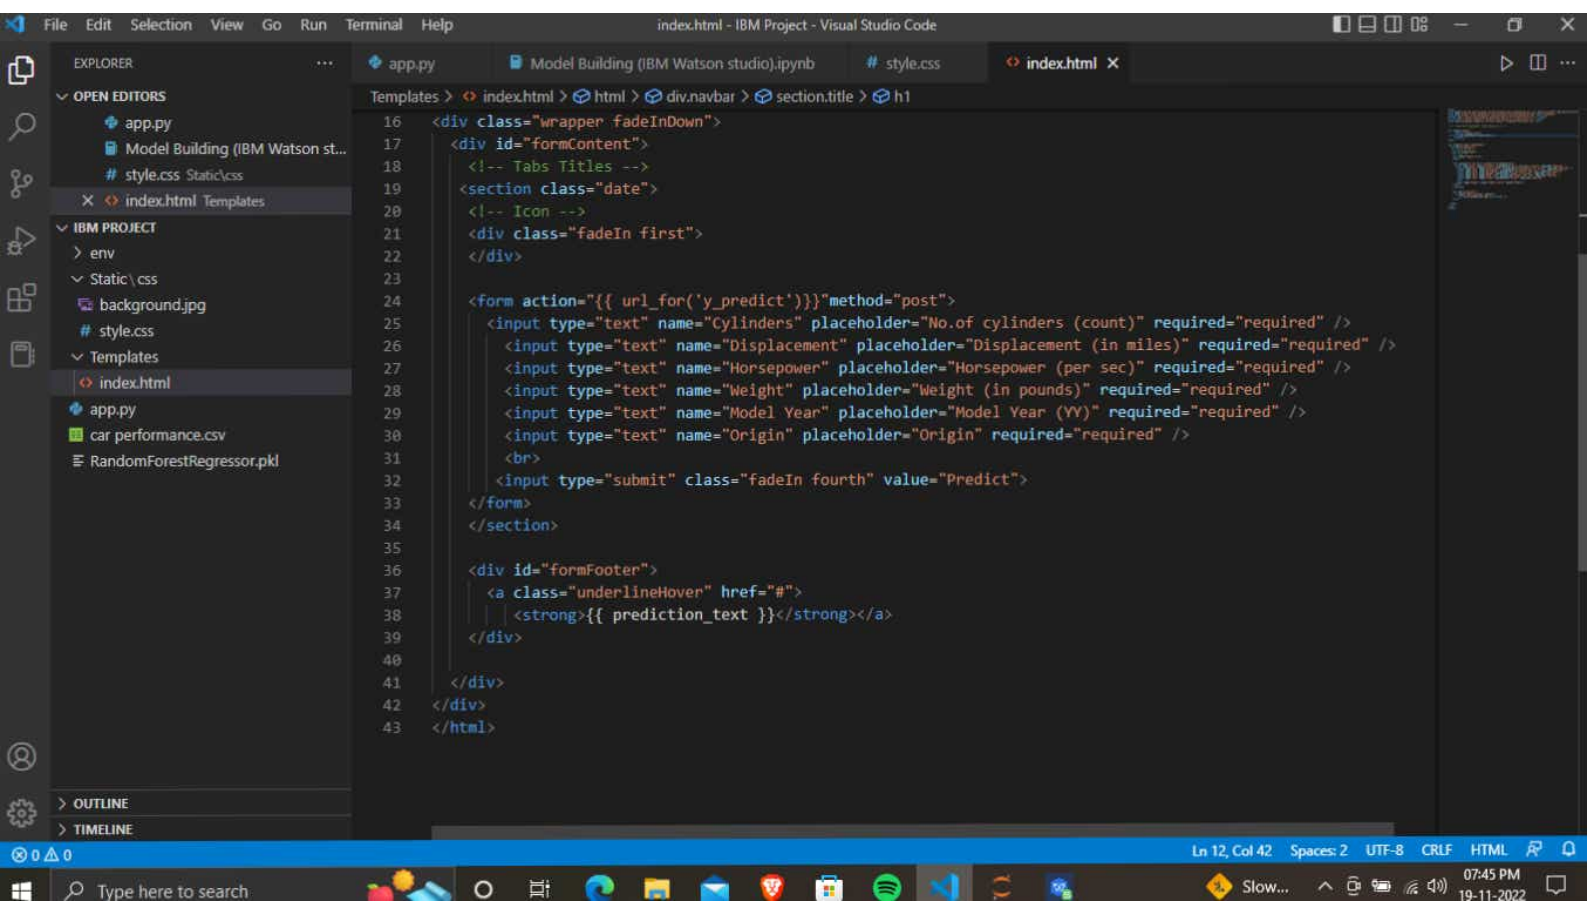 File Edit Selection View Go Run Terminal Help index.html - IBM Project - Visual Studio Code
EXPLORER
OPEN EDITORS
app.py
Model Building (IBM Watson st...
style.css Static\css
index.html Templates
IBM PROJECT
env
Static\css
background.jpg
style.css
Templates
index.html
app.py
car performance.csv
RandomForestRegressor.pkl
OUTLINE
TIMELINE
app.py Model Building (IBM Watson studio).ipynb # style.css <> index.html
Templates > <> index.html > html > div.navbar > section.title > h1
16 <div class="wrapper fadeInDown">
17 <div id="formContent">
18 <!-- Tabs Titles -->
19 <section class="date">
20 <!-- Icon -->
21 <div class="fadeIn first">
22 </div>
23
24 <form action="{{ url_for('y_predict')}}"method="post">
25 <input type="text" name="Cylinders" placeholder="No.of cylinders (count)" required="required" />
26 <input type="text" name="Displacement" placeholder="Displacement (in miles)" required="required" />
27 <input type="text" name="Horsepower" placeholder="Horsepower (per sec)" required="required" />
28 <input type="text" name="Weight" placeholder="Weight (in pounds)" required="required" />
29 <input type="text" name="Model Year" placeholder="Model Year (YY)" required="required" />
30 <input type="text" name="Origin" placeholder="Origin" required="required" />
31 <br>
32 <input type="submit" class="fadeIn fourth" value="Predict">
33 </form>
34 </section>
35
36 <div id="formFooter">
37 <a class="underlineHover" href="#">
38 <strong>{{ prediction_text }}</strong></a>
39 </div>
40
41 </div>
42 </div>
43 </html>
0 0 Ln 12, Col 42 Spaces: 2 UTF-8 CRLF HTML
Type here to search Slow... 07:45 PM
19-11-2022